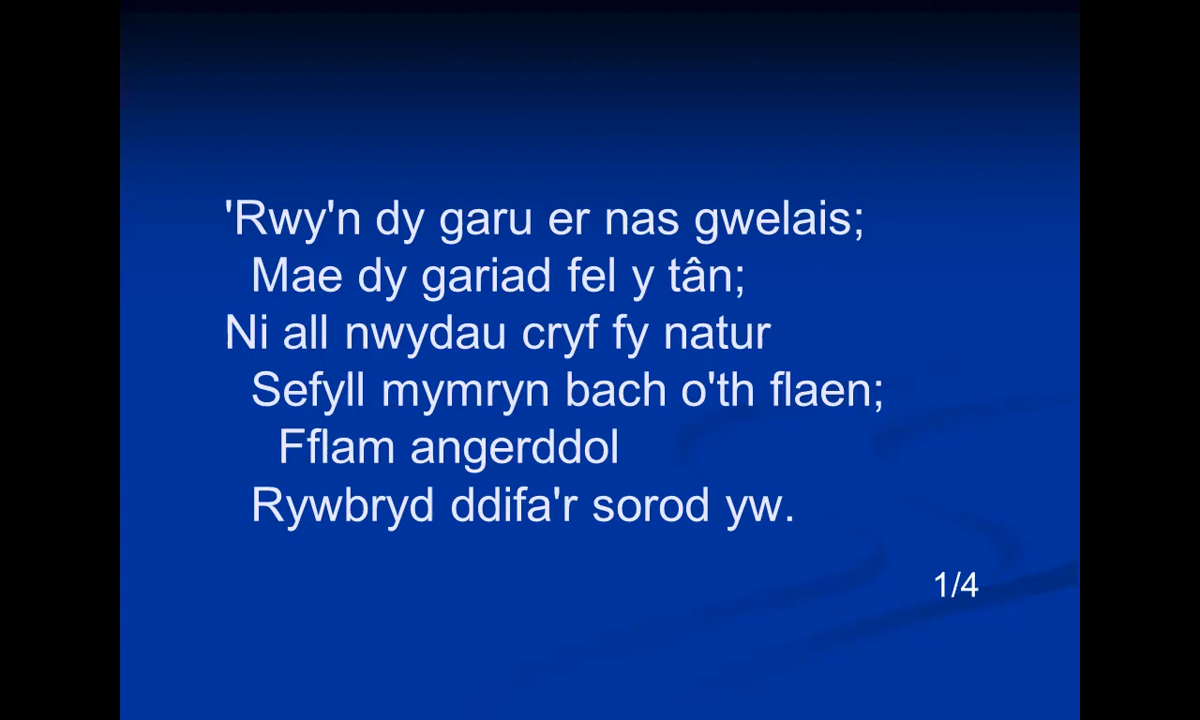 'Rwy'n dy garu er nas gwelais;
Mae dy gariad fel y tân;
Ni all nwydau cryf fy natur
Sefyll mymryn bach o'th flaen;
Fflam angerddol
Rywbryd ddifa'r sorod yw.
1/4